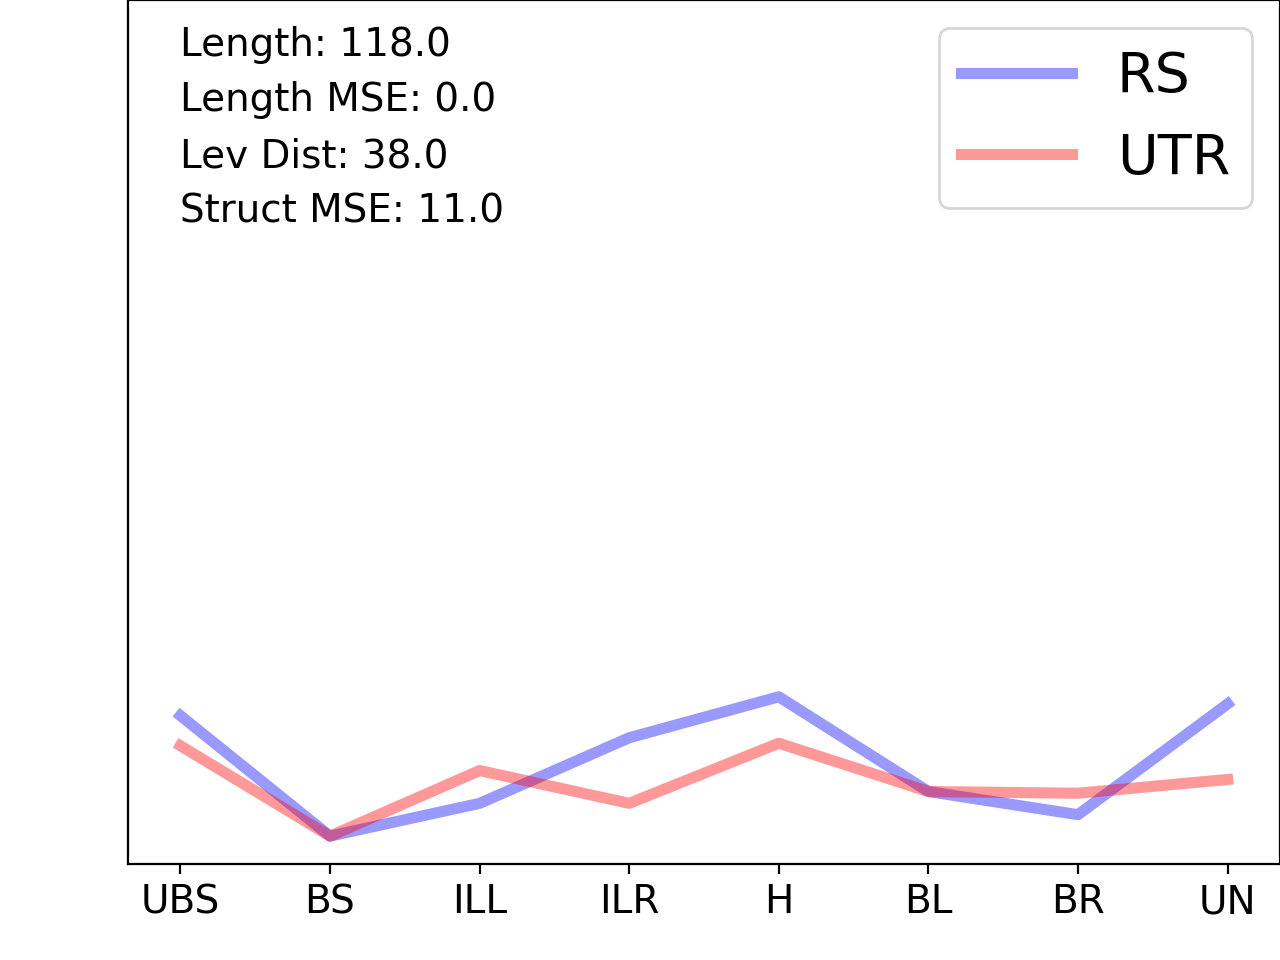 Length: 118.0
Length MSE: 0.0
Lev Dist: 38.0
Struct MSE: 11.0
RS
UTR
UBS BS ILL ILR H BL BR UN